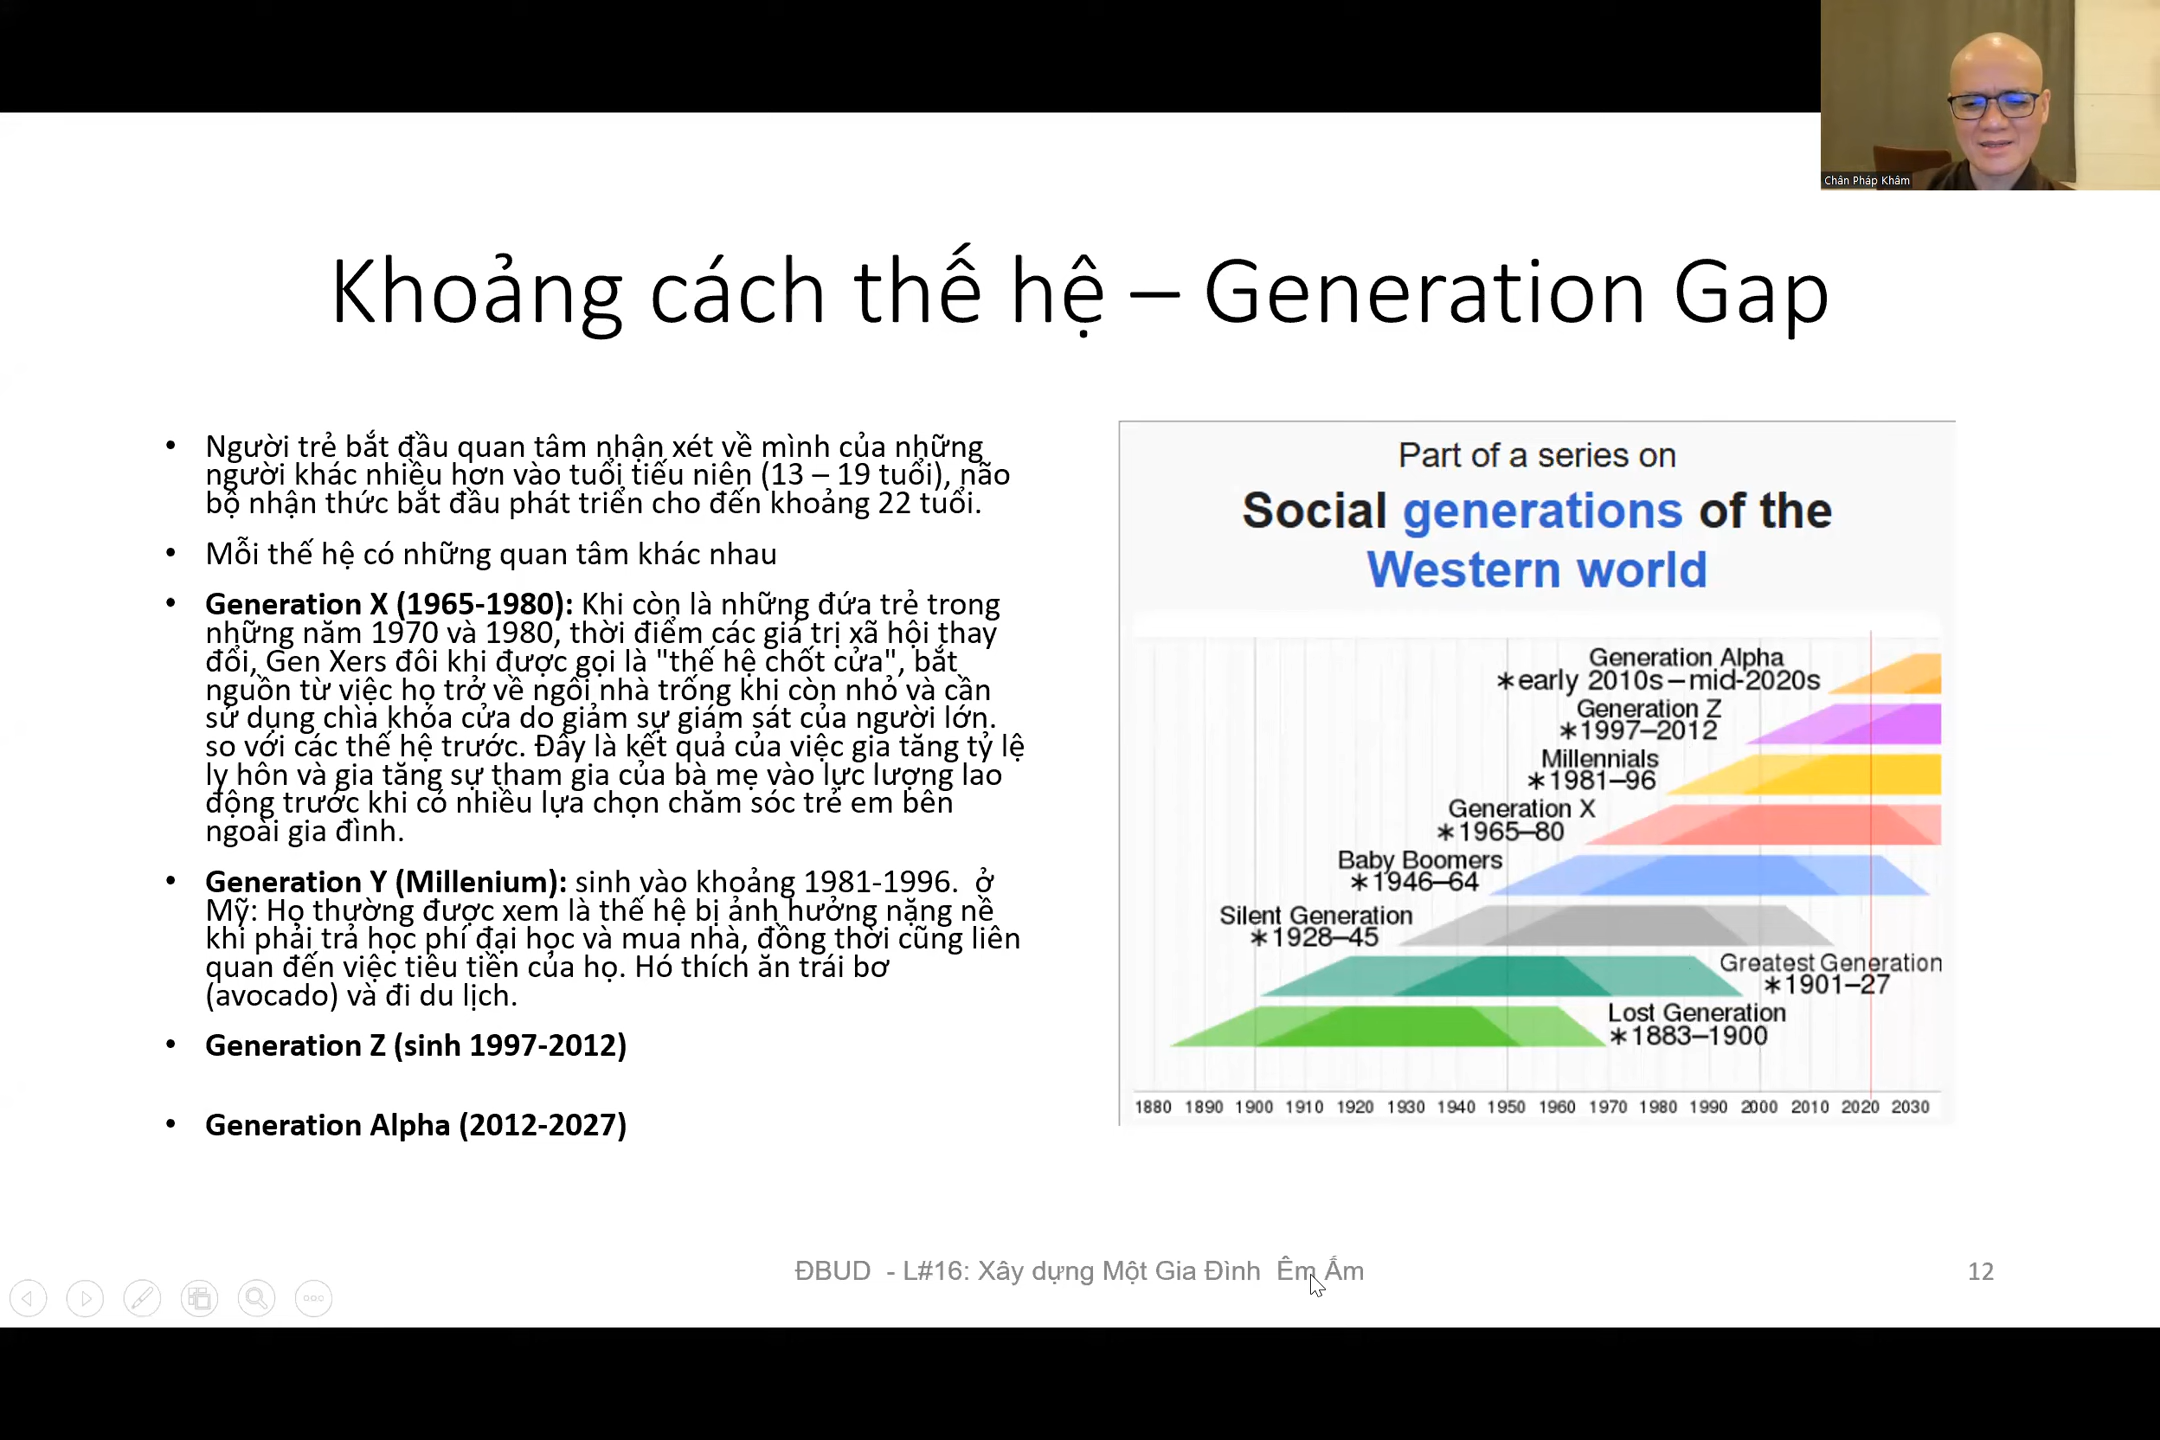 Chân Pháp Khâm
Khoảng cách thế hệ – Generation Gap
• Người trẻ bắt đầu quan tâm nhận xét về mình của những
người khác nhiều hơn vào tuổi tiếu niên (13 – 19 tuổi), não
bộ nhận thức bắt đầu phát triển cho đến khoảng 22 tuổi.
• Mỗi thế hệ có những quan tâm khác nhau
• Generation X (1965-1980): Khi còn là những đứa trẻ trong
những năm 1970 và 1980, thời điểm các giá trị xã hội thay
đổi, Gen Xers đôi khi được gọi là "thế hệ chốt cửa", bắt
nguồn từ việc họ trở về ngôi nhà trống khi còn nhỏ và cần
sử dụng chìa khóa cửa do giảm sự giám sát của người lớn.
so với các thế hệ trước. Đây là kết quả của việc gia tăng tỷ lệ
ly hôn và gia tăng sự tham gia của bà mẹ vào lực lượng lao
động trước khi có nhiều lựa chọn chăm sóc trẻ em bên
ngoài gia đình.
• Generation Y (Millenium): sinh vào khoảng 1981-1996. ở
Mỹ: Họ thường được xem là thế hệ bị ảnh hưởng nặng nề
khi phải trả học phí đại học và mua nhà, đồng thời cũng liên
quan đến việc tiêu tiền của họ. Hó thích ăn trái bơ
(avocado) và đi du lịch.
• Generation Z (sinh 1997-2012)
• Generation Alpha (2012-2027)
Part of a series on
Social generations of the
Western world
Generation Alpha
∗early 2010s–mid-2020s
Generation Z
∗1997–2012
Millennials
∗1981–96
Generation X
∗1965–80
Baby Boomers
∗1946–64
Silent Generation
∗1928–45
Greatest Generation
∗1901–27
Lost Generation
∗1883–1900
1880 1890 1900 1910 1920 1930 1940 1950 1960 1970 1980 1990 2000 2010 2020 2030
ĐBUD - L#16: Xây dựng Một Gia Đình Êm Ấm
12